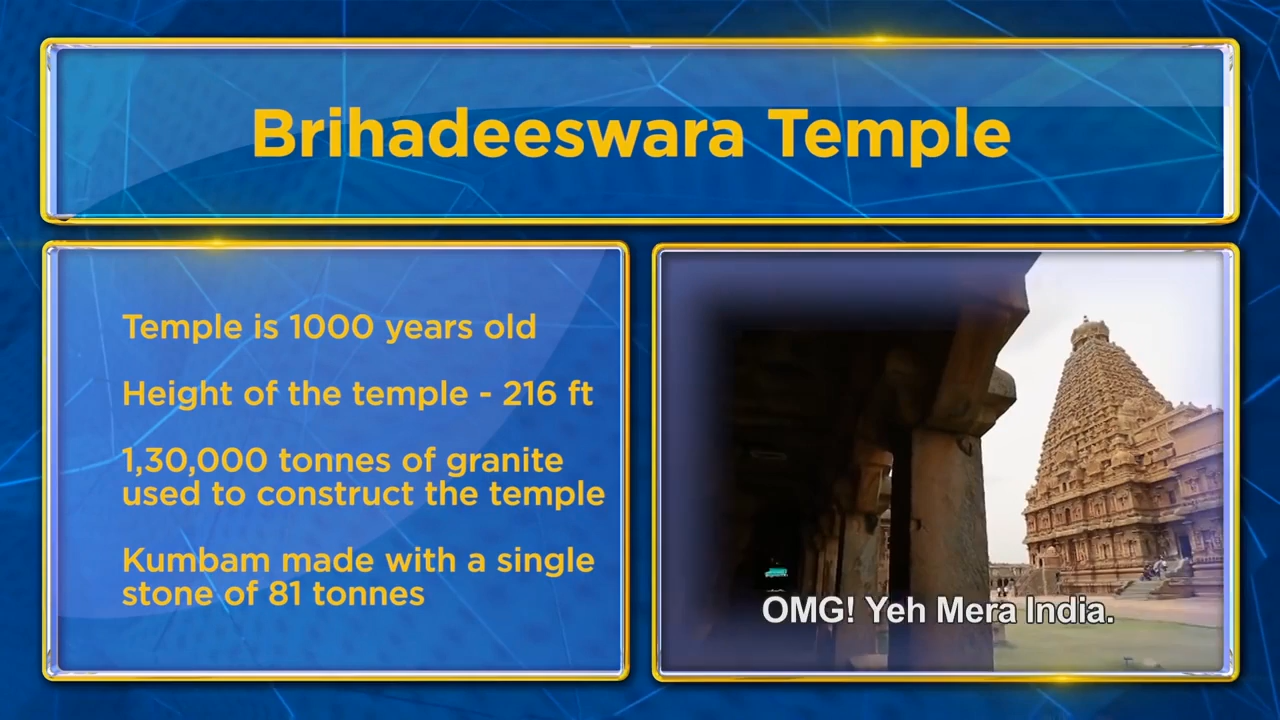 Brihadeeswara Temple
Temple is 1000 years old
Height of the temple - 216 ft
1,30,000 tonnes of granite
used to construct the temple
Kumbam made with a single
stone of 81 tonnes
OMG! Yeh Mera India.